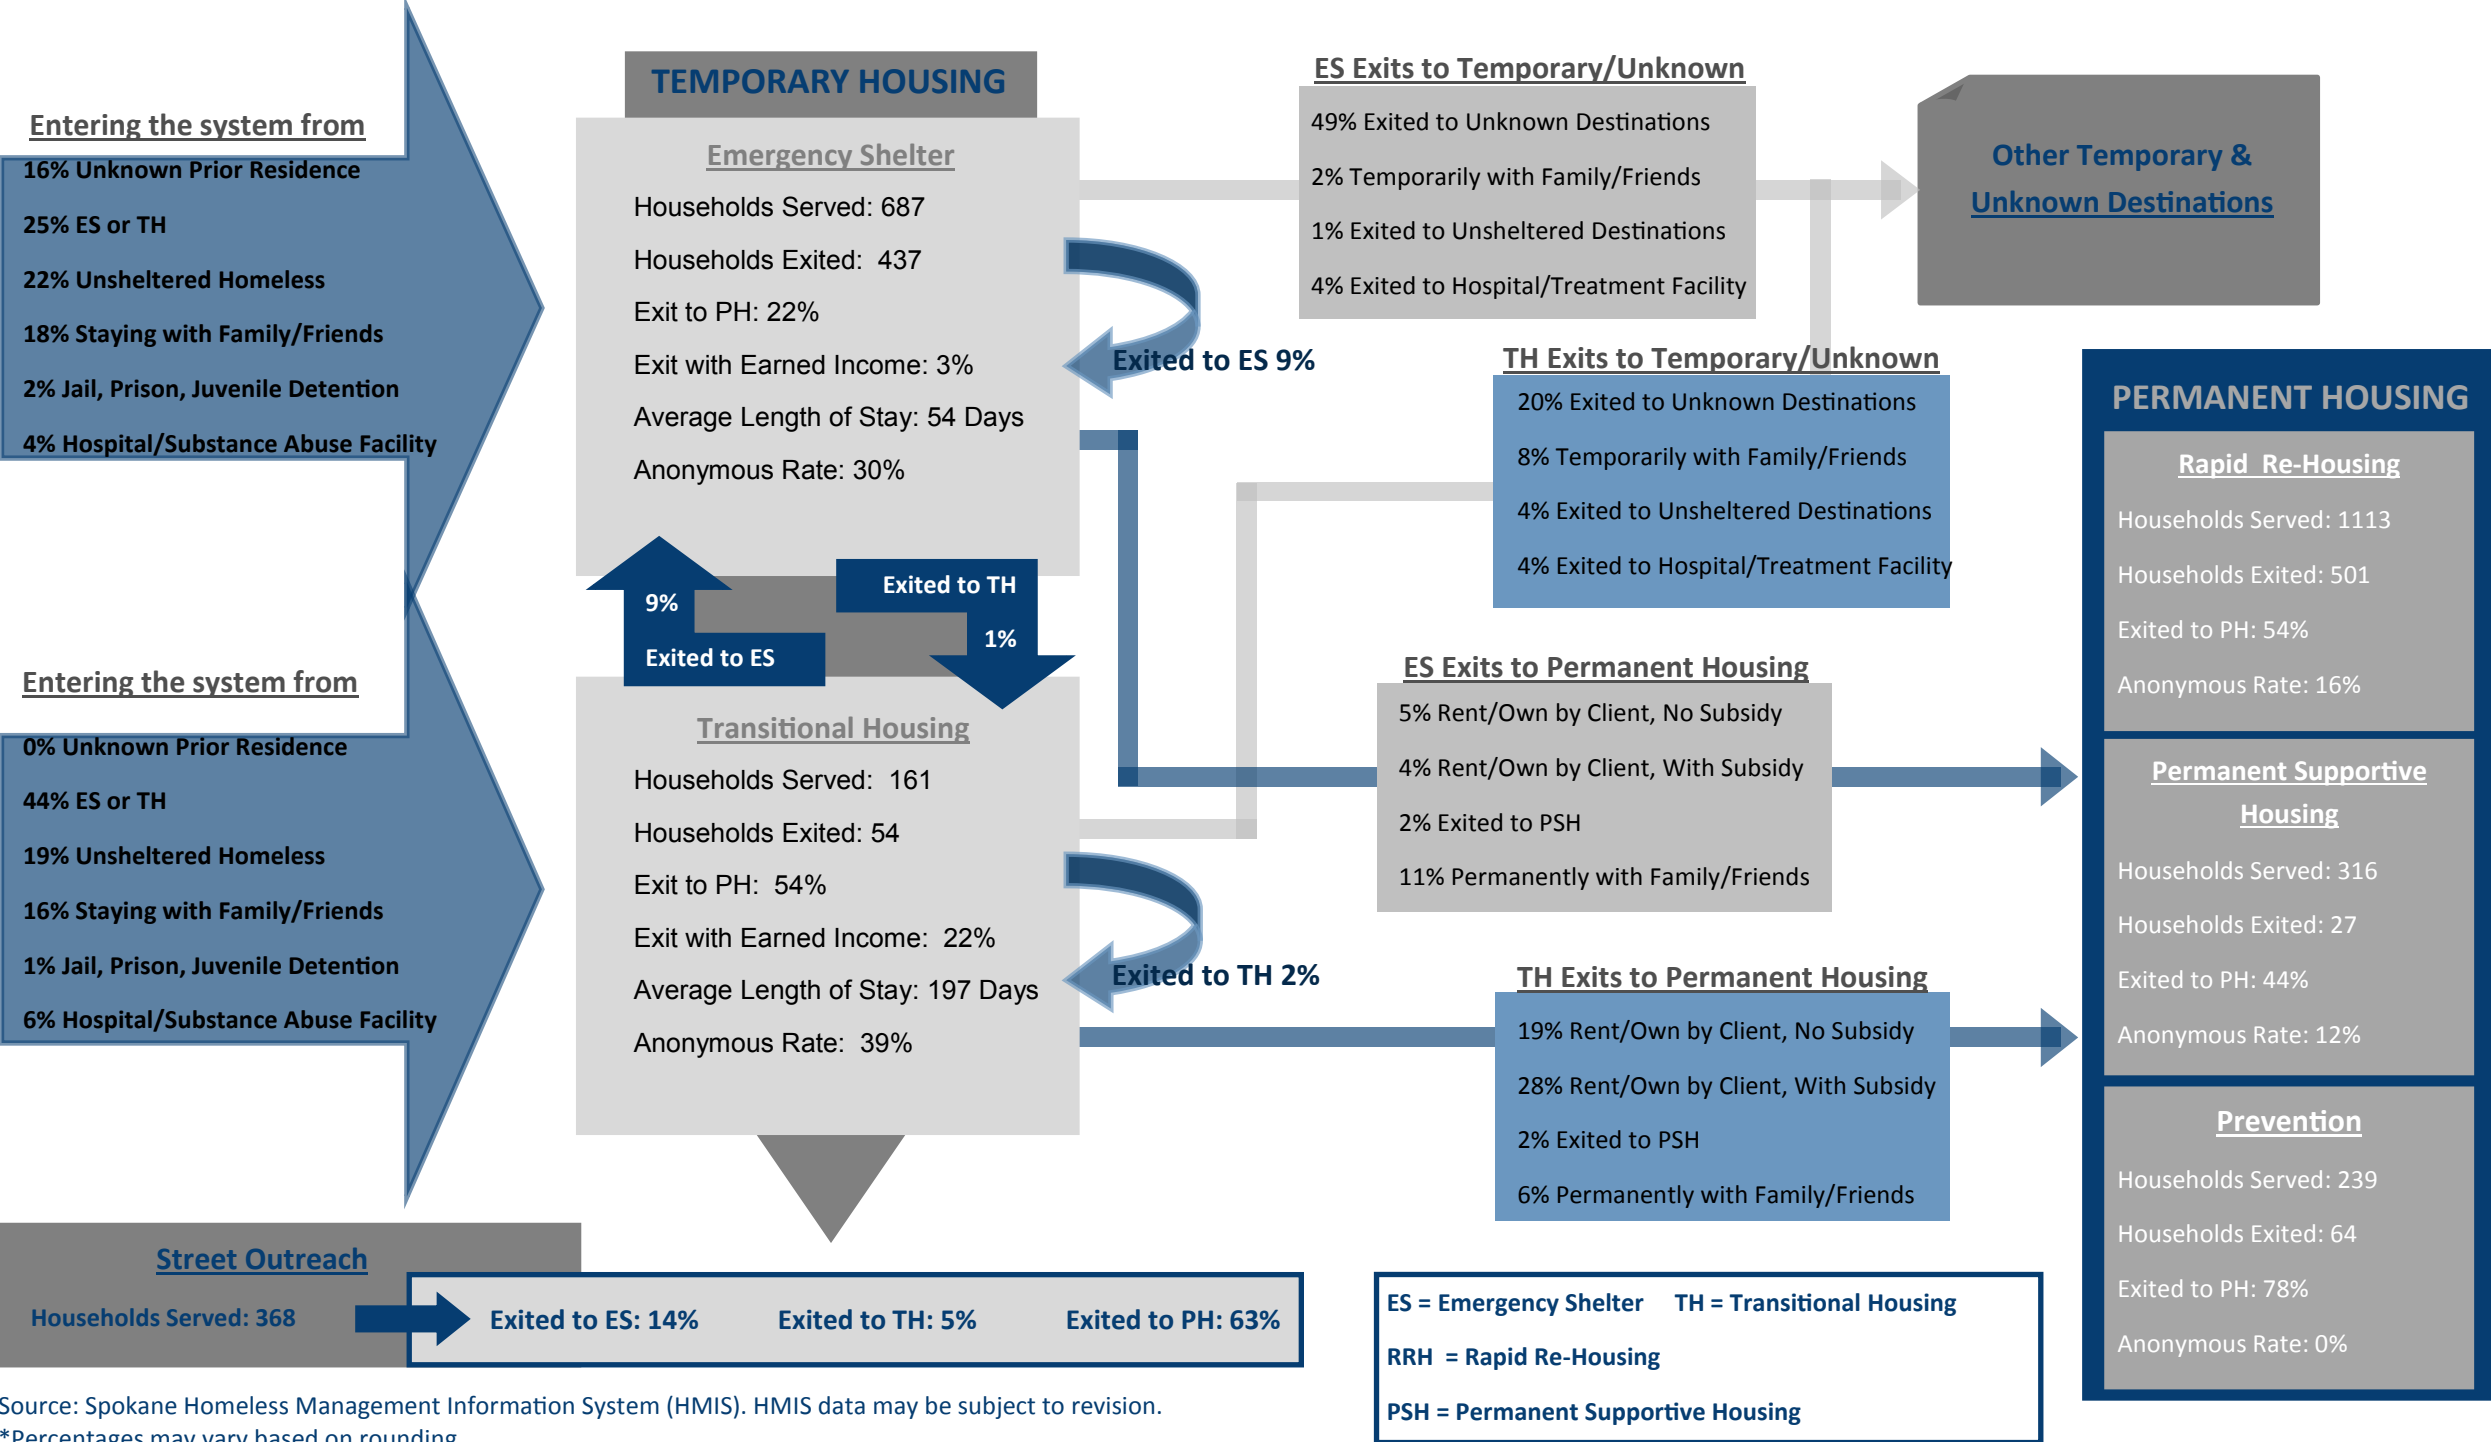 Entering the system from
16% Unknown Prior Residence
25% ES or TH
22% Unsheltered Homeless
18% Staying with Family/Friends
2% Jail, Prison, Juvenile Detention
4% Hospital/Substance Abuse Facility
Entering the system from
0% Unknown Prior Residence
44% ES or TH
19% Unsheltered Homeless
16% Staying with Family/Friends
1% Jail, Prison, Juvenile Detention
6% Hospital/Substance Abuse Facility
TEMPORARY HOUSING
Emergency Shelter
Households Served: 687
Households Exited: 437
Exit to PH: 22%
Exit with Earned Income: 3%
Average Length of Stay: 54 Days
Anonymous Rate: 30%
Exited to ES 9%
9%
Exited to ES
Exited to TH
1%
Transitional Housing
Households Served: 161
Households Exited: 54
Exit to PH: 54%
Exit with Earned Income: 22%
Average Length of Stay: 197 Days
Anonymous Rate: 39%
Exited to TH 2%
ES Exits to Temporary/Unknown
49% Exited to Unknown Destinations
2% Temporarily with Family/Friends
1% Exited to Unsheltered Destinations
4% Exited to Hospital/Treatment Facility
Other Temporary &
Unknown Destinations
TH Exits to Temporary/Unknown
20% Exited to Unknown Destinations
8% Temporarily with Family/Friends
4% Exited to Unsheltered Destinations
4% Exited to Hospital/Treatment Facility
ES Exits to Permanent Housing
5% Rent/Own by Client, No Subsidy
4% Rent/Own by Client, With Subsidy
2% Exited to PSH
11% Permanently with Family/Friends
TH Exits to Permanent Housing
19% Rent/Own by Client, No Subsidy
28% Rent/Own by Client, With Subsidy
2% Exited to PSH
6% Permanently with Family/Friends
PERMANENT HOUSING
Rapid Re-Housing
Households Served: 1113
Households Exited: 501
Exited to PH: 54%
Anonymous Rate: 16%
Permanent Supportive
Housing
Households Served: 316
Households Exited: 27
Exited to PH: 44%
Anonymous Rate: 12%
Prevention
Households Served: 239
Households Exited: 64
Exited to PH: 78%
Anonymous Rate: 0%
Street Outreach
Households Served: 368
Exited to ES: 14% Exited to TH: 5% Exited to PH: 63%
ES = Emergency Shelter TH = Transitional Housing
RRH = Rapid Re-Housing
PSH = Permanent Supportive Housing
Source: Spokane Homeless Management Information System (HMIS). HMIS data may be subject to revision.
*Percentages may vary based on rounding